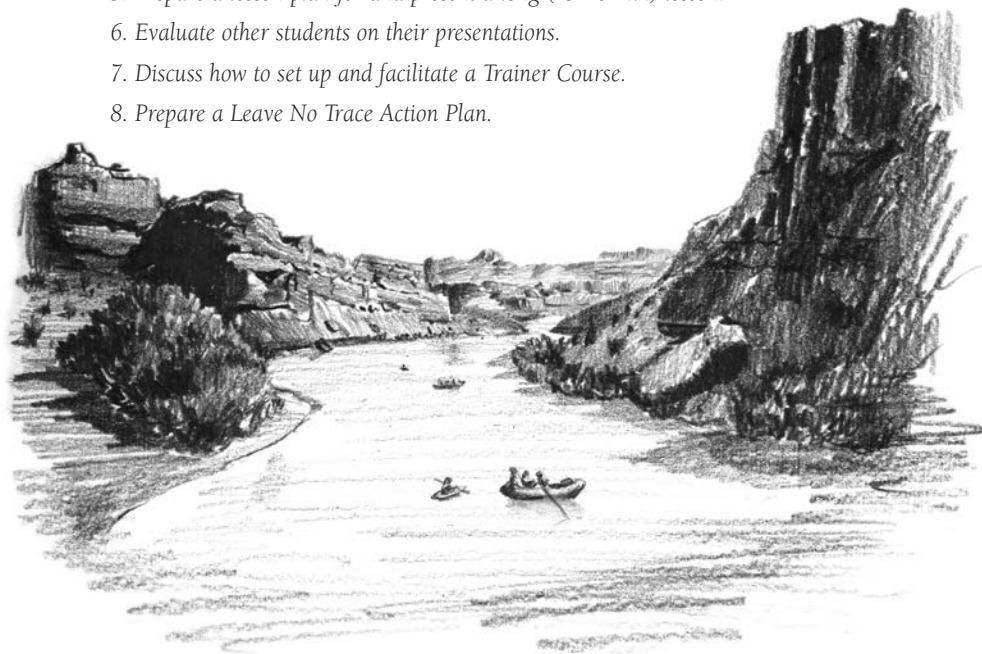 6. Evaluate other students on their presentations.
7. Discuss how to set up and facilitate a Trainer Course.
8. Prepare a Leave No Trace Action Plan.